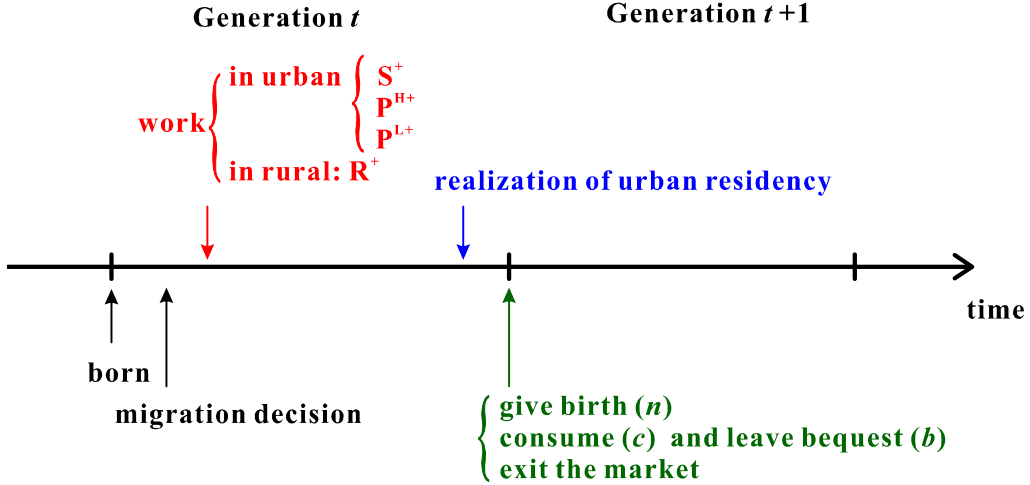 Generation t
Generation t+1
work
in urban
S+
PH+
PL+
in rural: R+
realization of urban residency
time
born
migration decision
give birth (n)
consume (c) and leave bequest (b)
exit the market